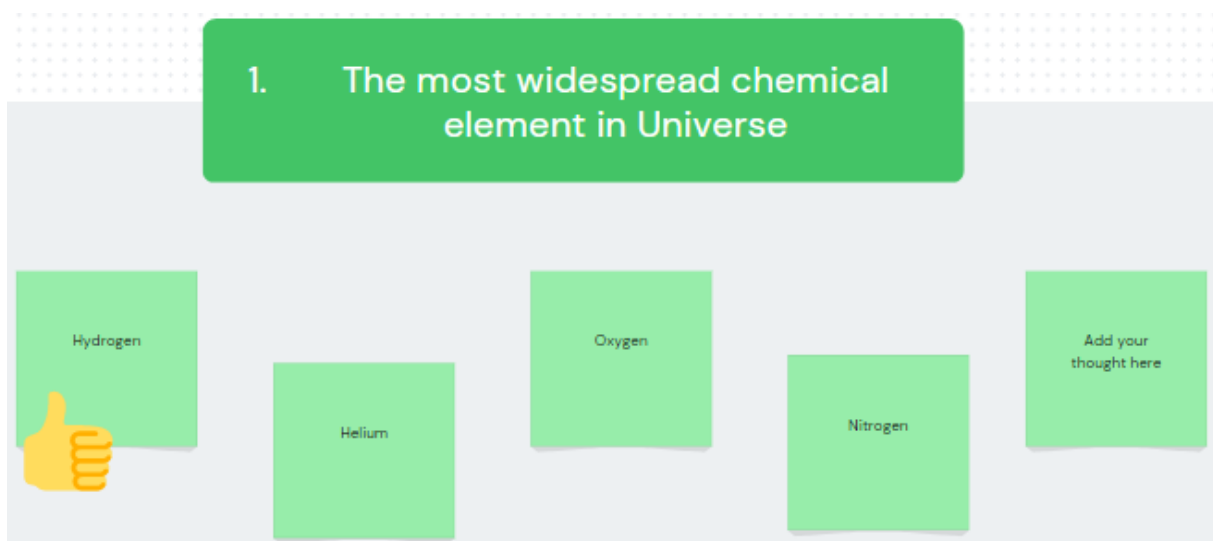 1. The most widespread chemical
element in Universe
Hydrogen
Helium
Oxygen
Nitrogen
Add your
thought here